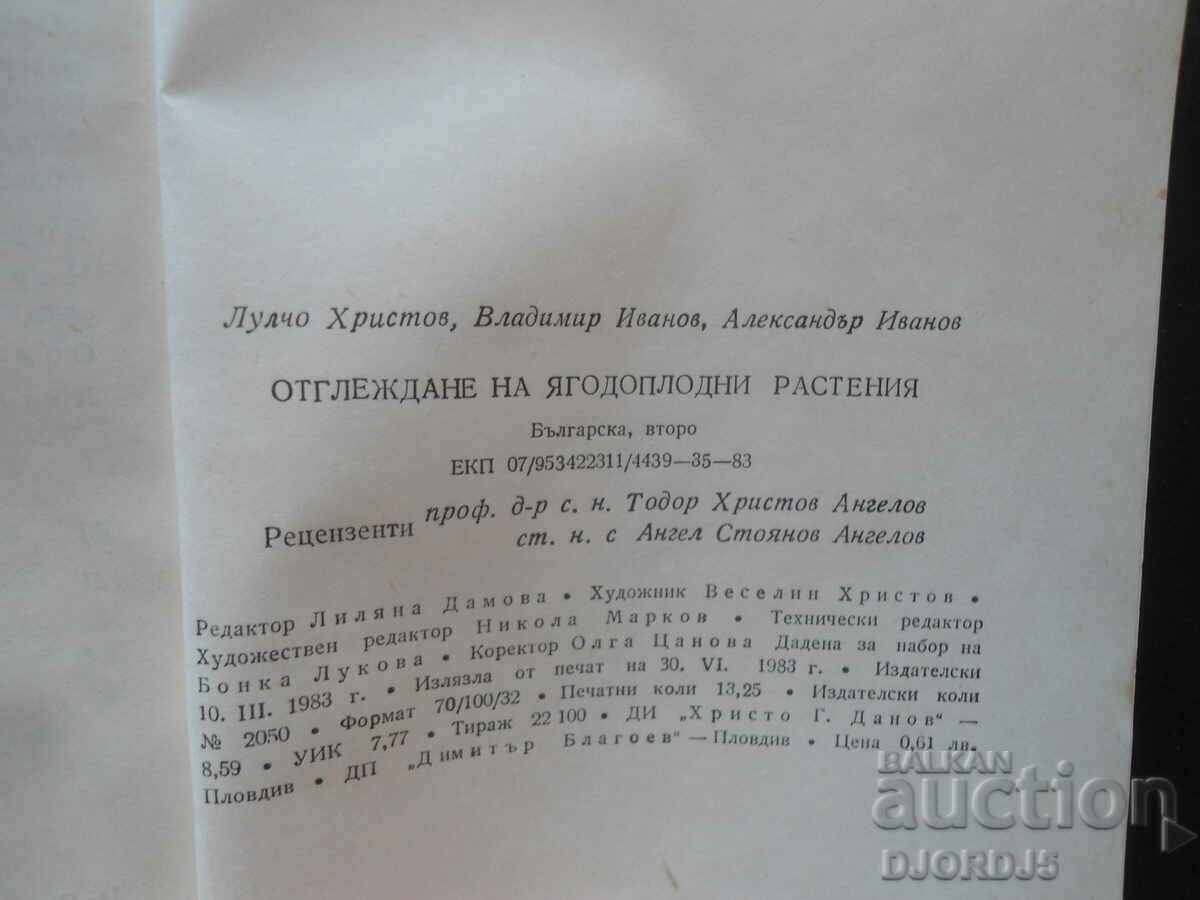 Лулчо Христов, Владимир Иванов, Александър Иванов
ОТГЛЕЖДАНЕ НА ЯГОДОПЛОДНИ РАСТЕНИЯ
Българска, второ
ЕКП 07/953422311/4439—35—83
Рецензенти проф. д-р с. н. Тодор Христов Ангелов
ст. н. с Ангел Стоянов Ангелов
Редактор Лиляна Дамова • Художник Веселин Христов •
Художествен редактор Никола Марков • Технически редактор
Бонка Лукова • Коректор Олга Цанова Дадена за набор на
10. III. 1983 г. • Излязла от печат на 30. VI. 1983 г. • Издателски
№ 2050 • Формат 70/100/32 • Печатни коли 13,25 • Издателски коли
8,59 • УИК 7,77 • Тираж 22 100 • ДИ „Христо Г. Данов“ —
Пловдив • ДП „Димитър Благоев“ — Пловдив • Цена 0,61 лв.
BALKAN
auction
DJORDJ5